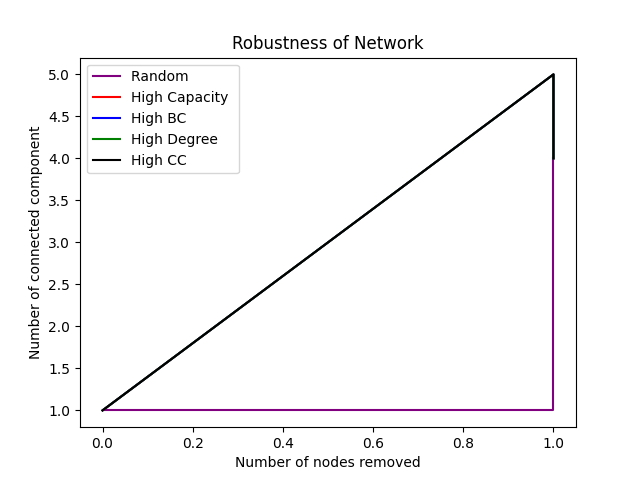 Robustness of Network
Random
High Capacity
High BC
High Degree
High CC
5.0
4.5
4.0
3.5
3.0
2.5
2.0
1.5
1.0
Number of connected component
0.0 0.2 0.4 0.6 0.8 1.0
Number of nodes removed